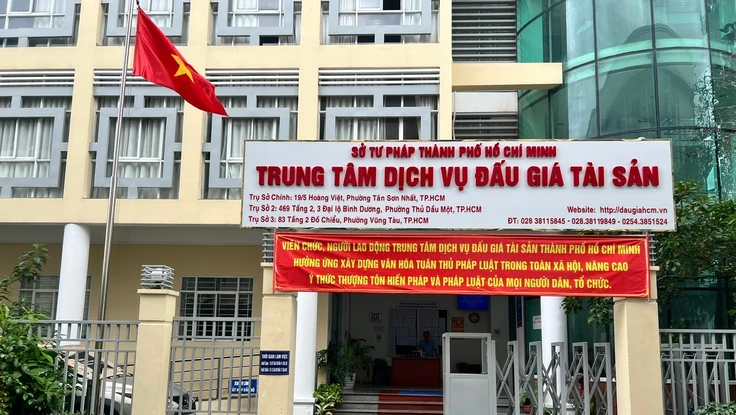 SỞ TƯ PHÁP THÀNH PHỐ HỒ CHÍ MINH
TRUNG TÂM DỊCH VỤ ĐẤU GIÁ TÀI SẢN
Trụ Sở Chính: 19/5 Hoàng Việt, Phường Tân Sơn Nhất, TP.HCM
Trụ Sở 2: 469 Tầng 2, 3 Đại lộ Bình Dương, Phường Thủ Dầu Một, TP.HCM
Trụ Sở 3: 83 Tầng 2 Đồ Chiểu, Phường Vũng Tàu, TP.HCM
Website: http://daugiahcm.vn
ĐT: 028 38115845 - 028.38119849 - 0254.3851524
VIÊN CHỨC, NGƯỜI LAO ĐỘNG TRUNG TÂM DỊCH VỤ ĐẤU GIÁ TÀI SẢN THÀNH PHỐ HỒ CHÍ MINH
HƯỞNG ỨNG XÂY DỰNG VĂN HÓA TUÂN THỦ PHÁP LUẬT TRONG TOÀN XÃ HỘI, NÂNG CAO
Ý THỨC THƯỢNG TÔN HIẾN PHÁP VÀ PHÁP LUẬT CỦA MỌI NGƯỜI DÂN, TỔ CHỨC.
THỜI GIAN LÀM VIỆC